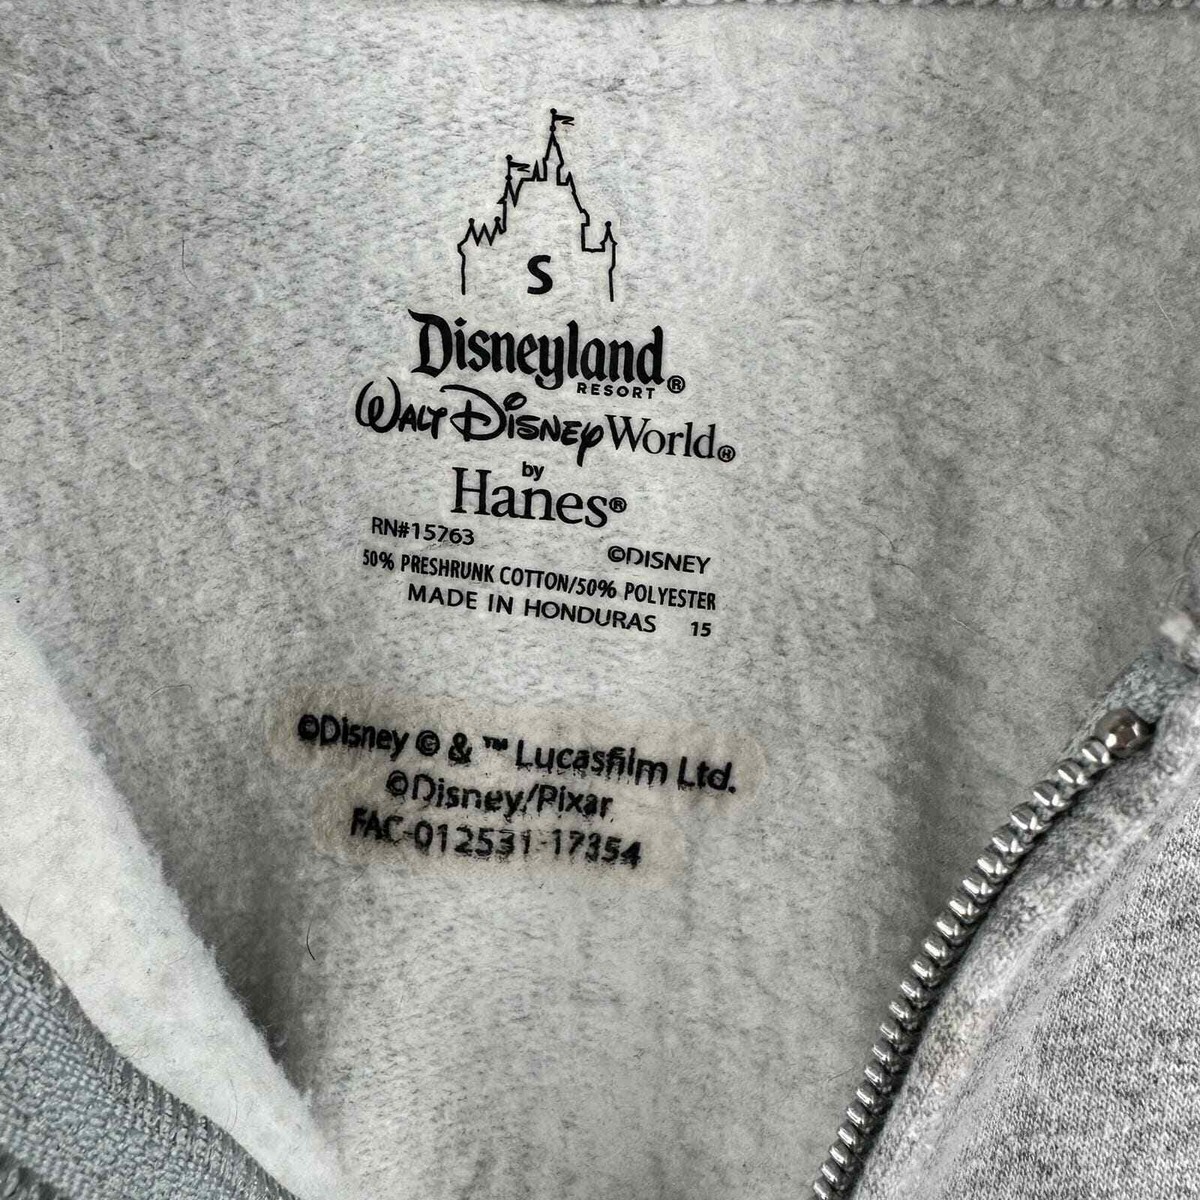 S
Disneyland
RESORT®
WALT DISNEY World®
by
Hanes®
RN#15763 ©DISNEY
50% PRESHRUNK COTTON/50% POLYESTER
MADE IN HONDURAS 15
©Disney © & ™ Lucasfilm Ltd.
©Disney/Pixar
FAC-012531-17354